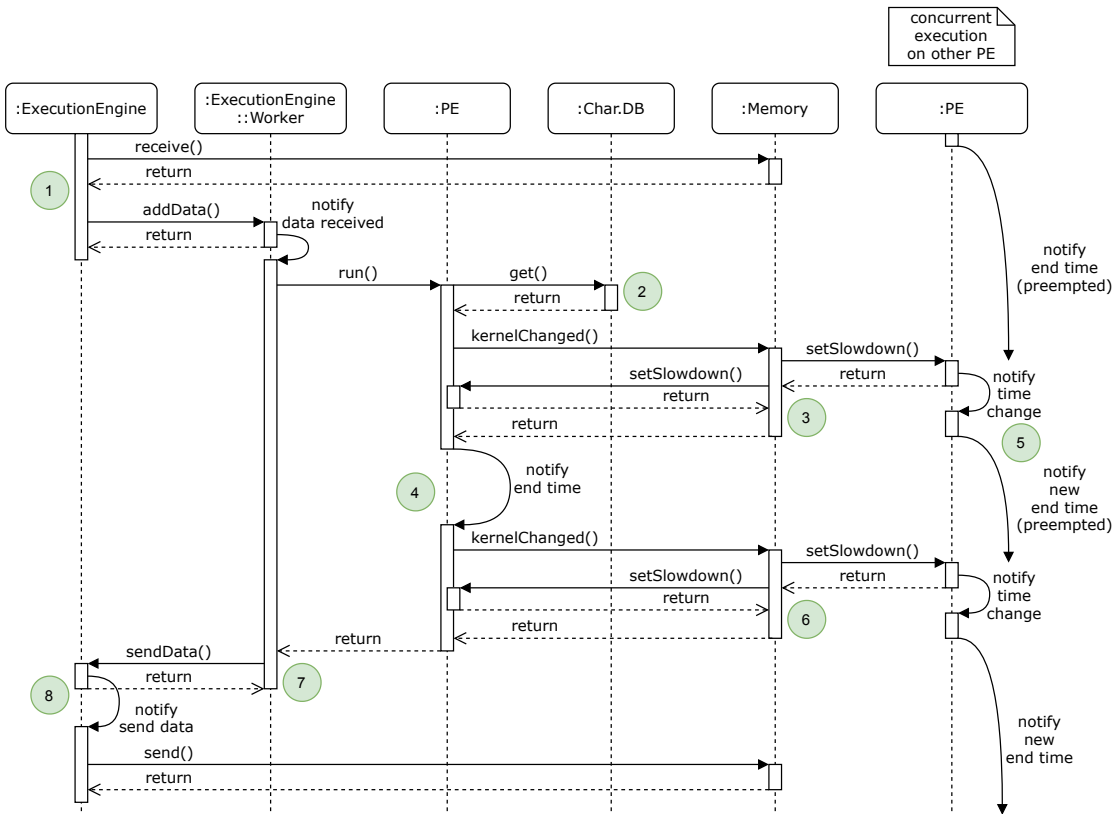 concurrent
execution
on other PE
:ExecutionEngine
:ExecutionEngine
::Worker
:PE
:Char.DB
:Memory
:PE
receive()
return
1
addData()
return
notify
data received
notify
end time
(preempted)
run()
get()
return
2
kernelChanged()
setSlowdown()
return
setSlowdown()
return
notify
time
change
3
return
5
4
notify
end time
notify
new
end time
(preempted)
kernelChanged()
setSlowdown()
return
setSlowdown()
return
notify
time
change
6
return
return
sendData()
return
7
8
notify
send data
notify
new
end time
send()
return